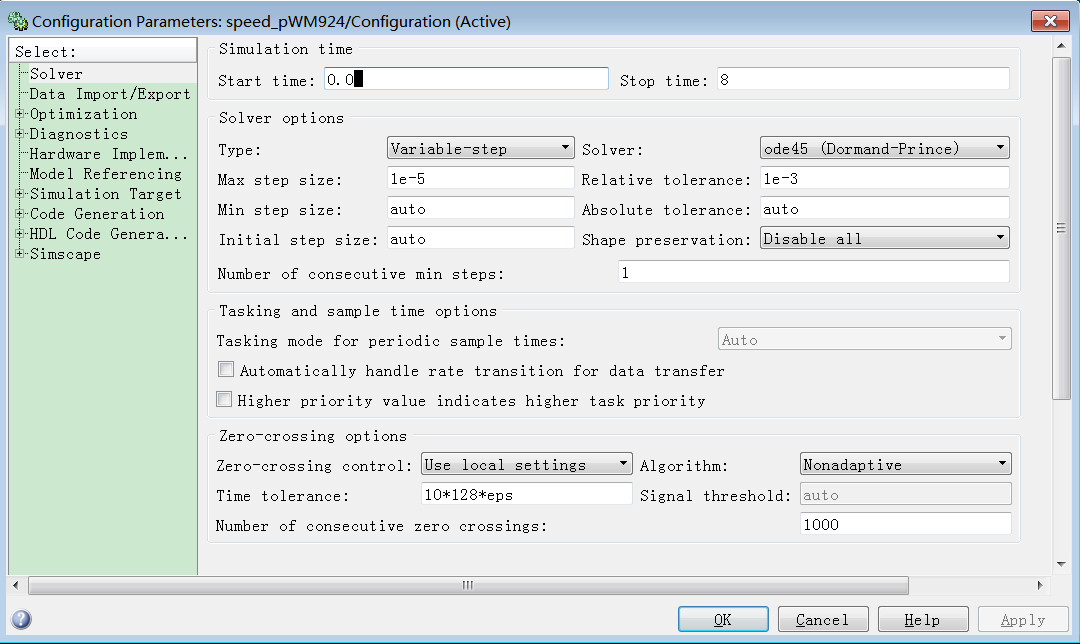 Configuration Parameters: speed_pWM924/Configuration (Active)
Select:
Solver
Data Import/Export
Optimization
Diagnostics
Hardware Implem...
Model Referencing
Simulation Target
Code Generation
HDL Code Genera...
Simscape
Simulation time
Start time: 0.0 Stop time: 8
Solver options
Type: Variable-step Solver: ode45 (Dormand-Prince)
Max step size: 1e-5 Relative tolerance: 1e-3
Min step size: auto Absolute tolerance: auto
Initial step size: auto Shape preservation: Disable all
Number of consecutive min steps: 1
Tasking and sample time options
Tasking mode for periodic sample times: Auto
Automatically handle rate transition for data transfer
Higher priority value indicates higher task priority
Zero-crossing options
Zero-crossing control: Use local settings Algorithm: Nonadaptive
Time tolerance: 10*128*eps Signal threshold: auto
Number of consecutive zero crossings: 1000
OK Cancel Help Apply